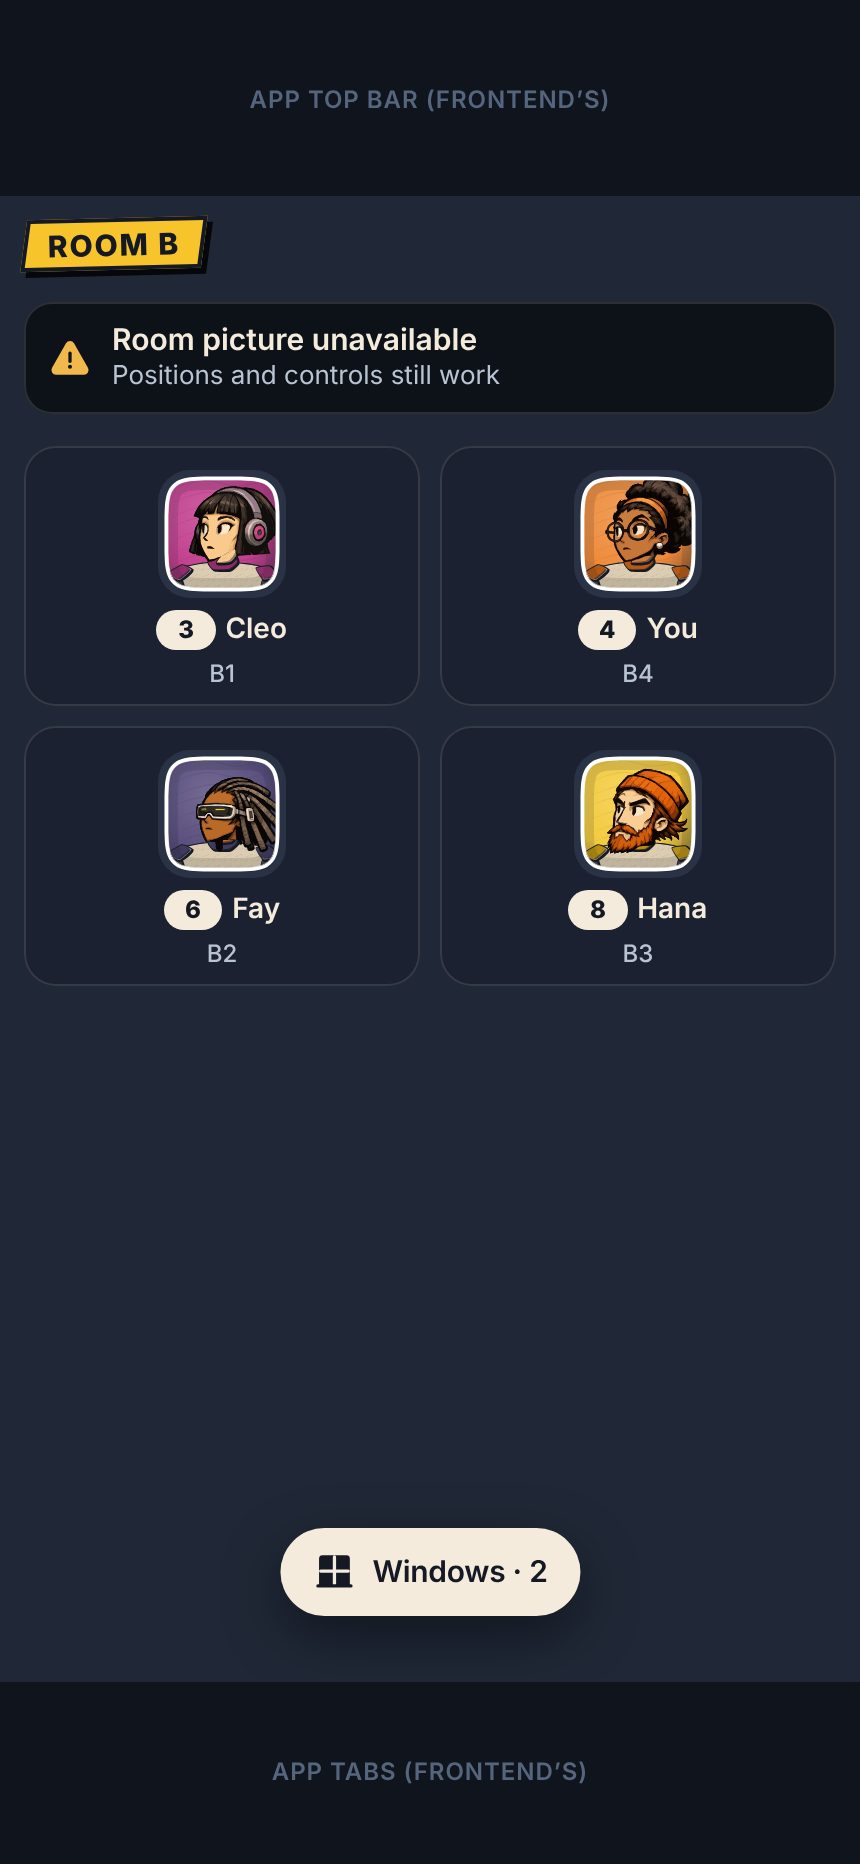 APP TOP BAR (FRONTEND’S)
ROOM B
Room picture unavailable
Positions and controls still work
3 Cleo
B1
4 You
B4
6 Fay
B2
8 Hana
B3
Windows · 2
APP TABS (FRONTEND’S)